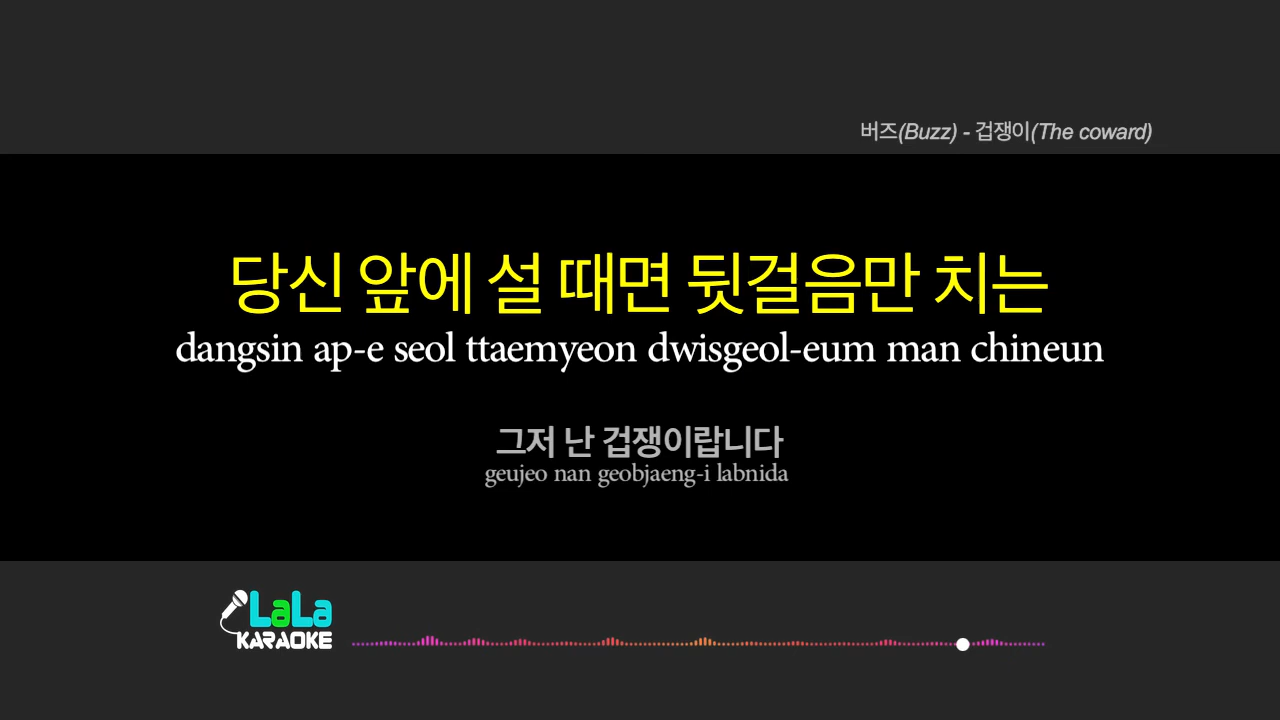 버즈(Buzz) - 겁쟁이(The coward)
당신 앞에 설 때면 뒷걸음만 치는
dangsin ap-e seol ttaemyeon dwisgeol-eum man chineun
그저 난 겁쟁이랍니다
geujeo nan geobjaeng-i labnida
LaLa
KARAOKE